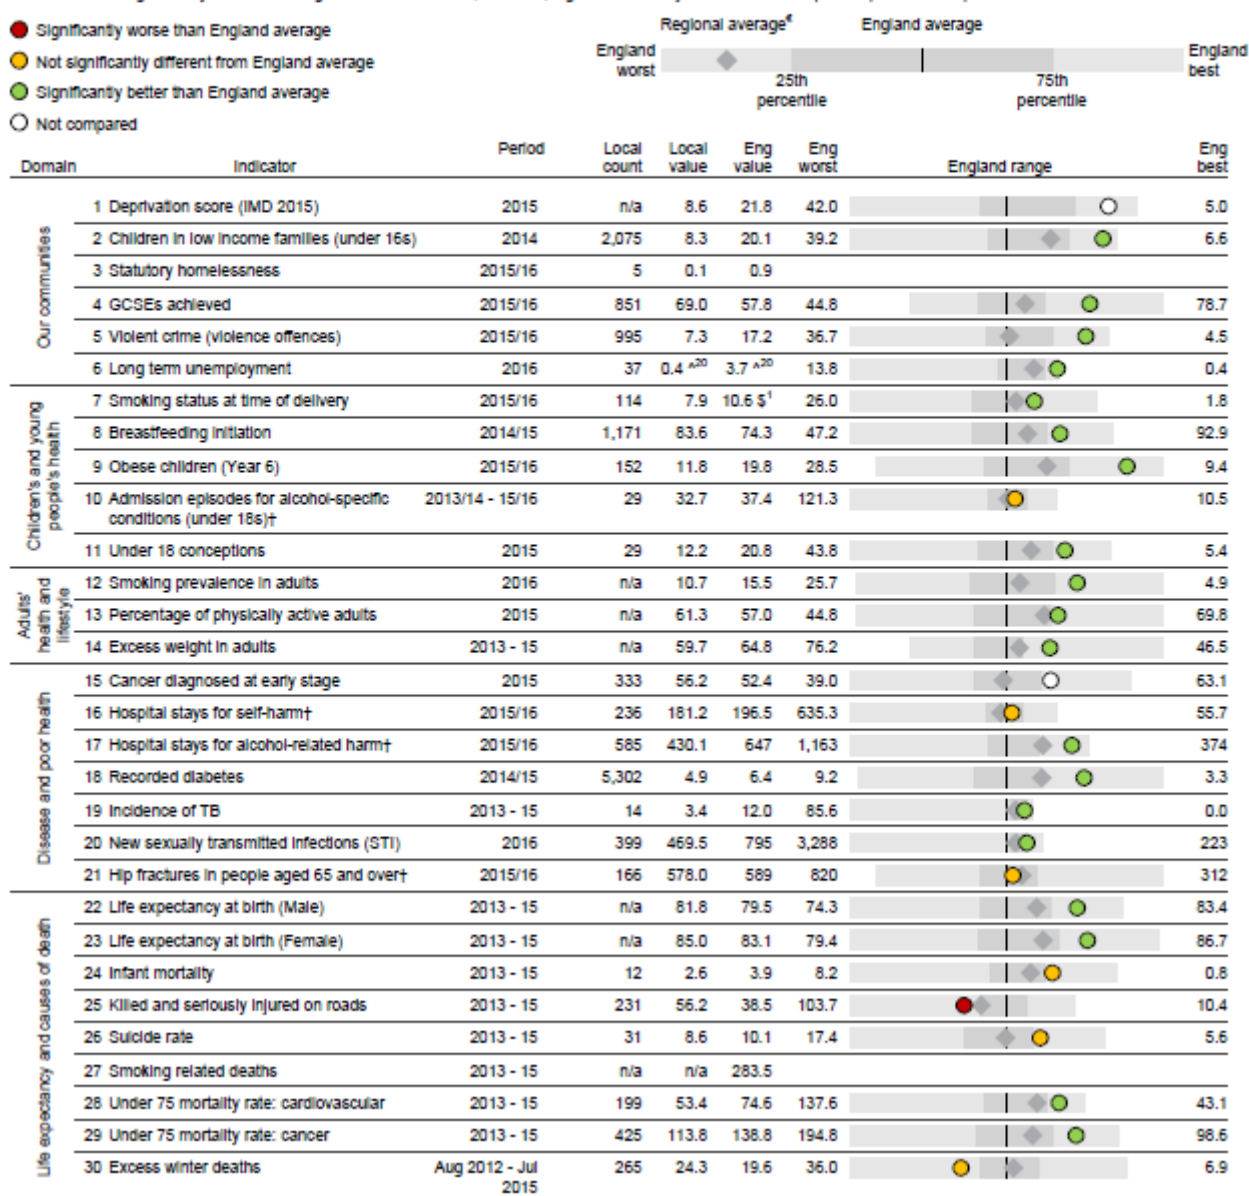 Significantly worse than England average
Not significantly different from England average
Significantly better than England average
Not compared
Regional average€ England average
England worst England best
25th percentile 75th percentile
Domain Indicator Period Local count Local value Eng value Eng worst England range Eng best
Our communities
1 Deprivation score (IMD 2015) 2015 n/a 8.6 21.8 42.0 5.0
2 Children in low income families (under 16s) 2014 2,075 8.3 20.1 39.2 6.6
3 Statutory homelessness 2015/16 5 0.1 0.9
4 GCSEs achieved 2015/16 851 69.0 57.8 44.8 78.7
5 Violent crime (violence offences) 2015/16 995 7.3 17.2 36.7 4.5
6 Long term unemployment 2016 37 0.4 ^20 3.7 ^20 13.8 0.4
Children's and young people's health
7 Smoking status at time of delivery 2015/16 114 7.9 10.6 $1 26.0 1.8
8 Breastfeeding initiation 2014/15 1,171 83.6 74.3 47.2 92.9
9 Obese children (Year 6) 2015/16 152 11.8 19.8 28.5 9.4
10 Admission episodes for alcohol-specific conditions (under 18s)† 2013/14 - 15/16 29 32.7 37.4 121.3 10.5
11 Under 18 conceptions 2015 29 12.2 20.8 43.8 5.4
Adults' health and lifestyle
12 Smoking prevalence in adults 2016 n/a 10.7 15.5 25.7 4.9
13 Percentage of physically active adults 2015 n/a 61.3 57.0 44.8 69.8
14 Excess weight in adults 2013 - 15 n/a 59.7 64.8 76.2 46.5
Disease and poor health
15 Cancer diagnosed at early stage 2015 333 56.2 52.4 39.0 63.1
16 Hospital stays for self-harm† 2015/16 236 181.2 196.5 635.3 55.7
17 Hospital stays for alcohol-related harm† 2015/16 585 430.1 647 1,163 374
18 Recorded diabetes 2014/15 5,302 4.9 6.4 9.2 3.3
19 Incidence of TB 2013 - 15 14 3.4 12.0 85.6 0.0
20 New sexually transmitted infections (STI) 2016 399 469.5 795 3,288 223
21 Hip fractures in people aged 65 and over† 2015/16 166 578.0 589 820 312
Life expectancy and causes of death
22 Life expectancy at birth (Male) 2013 - 15 n/a 81.8 79.5 74.3 83.4
23 Life expectancy at birth (Female) 2013 - 15 n/a 85.0 83.1 79.4 86.7
24 Infant mortality 2013 - 15 12 2.6 3.9 8.2 0.8
25 Killed and seriously injured on roads 2013 - 15 231 56.2 38.5 103.7 10.4
26 Suicide rate 2013 - 15 31 8.6 10.1 17.4 5.6
27 Smoking related deaths 2013 - 15 n/a n/a 283.5
28 Under 75 mortality rate: cardiovascular 2013 - 15 199 53.4 74.6 137.6 43.1
29 Under 75 mortality rate: cancer 2013 - 15 425 113.8 138.8 194.8 98.6
30 Excess winter deaths Aug 2012 - Jul 2015 265 24.3 19.6 36.0 6.9